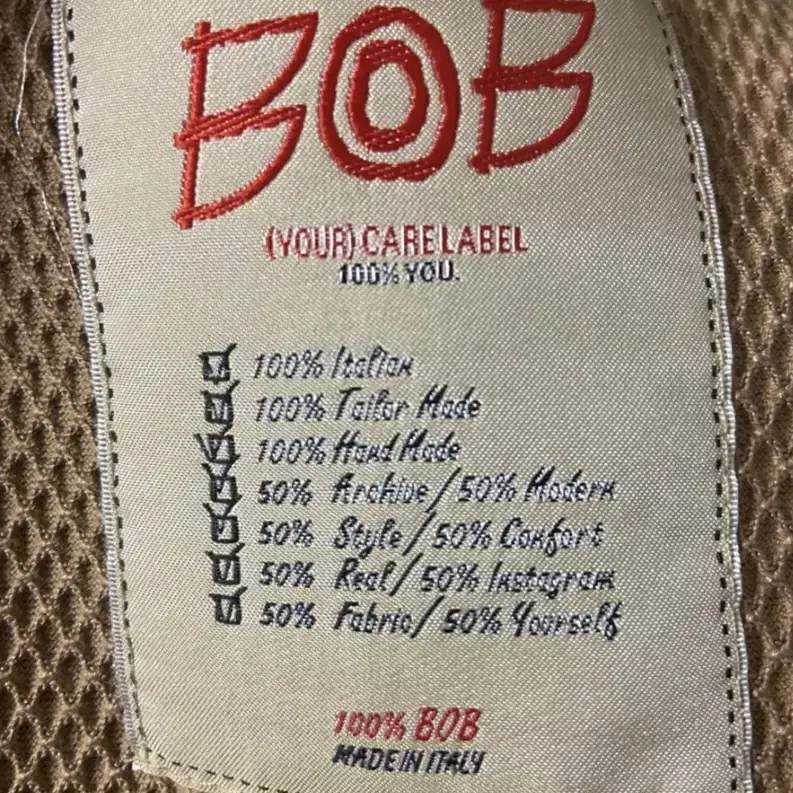 BOB
(YOUR) CARE LABEL
100% YOU.
100% Italian
100% Tailor Made
100% Hand Made
50% Archive / 50% Modern
50% Style / 50% Confort
50% Real / 50% Instagram
50% Fabric / 50% Yourself
100% BOB
MADE IN ITALY